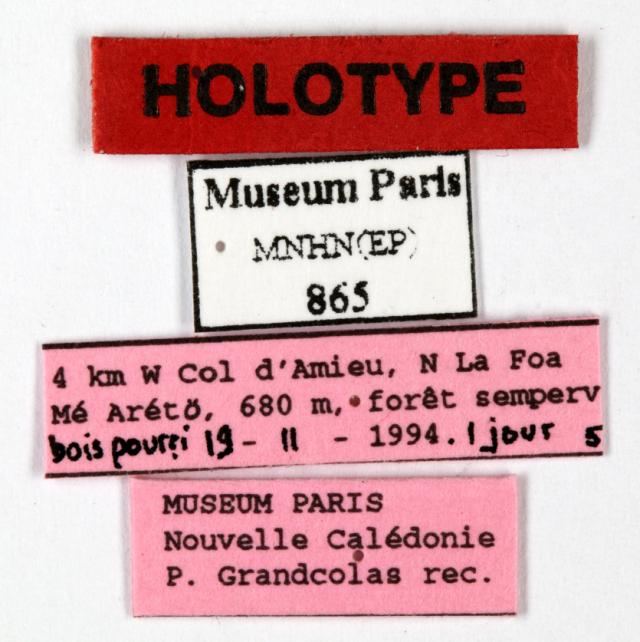 HOLOTYPE
Museum Paris
MNHN(EP)
865
4 km W Col d'Amieu, N La Foa
Mé Arétö, 680 m, forêt semperv
bois pourri 19 - 11 - 1994. 1 jour 5
MUSEUM PARIS
Nouvelle Calédonie
P. Grandcolas rec.